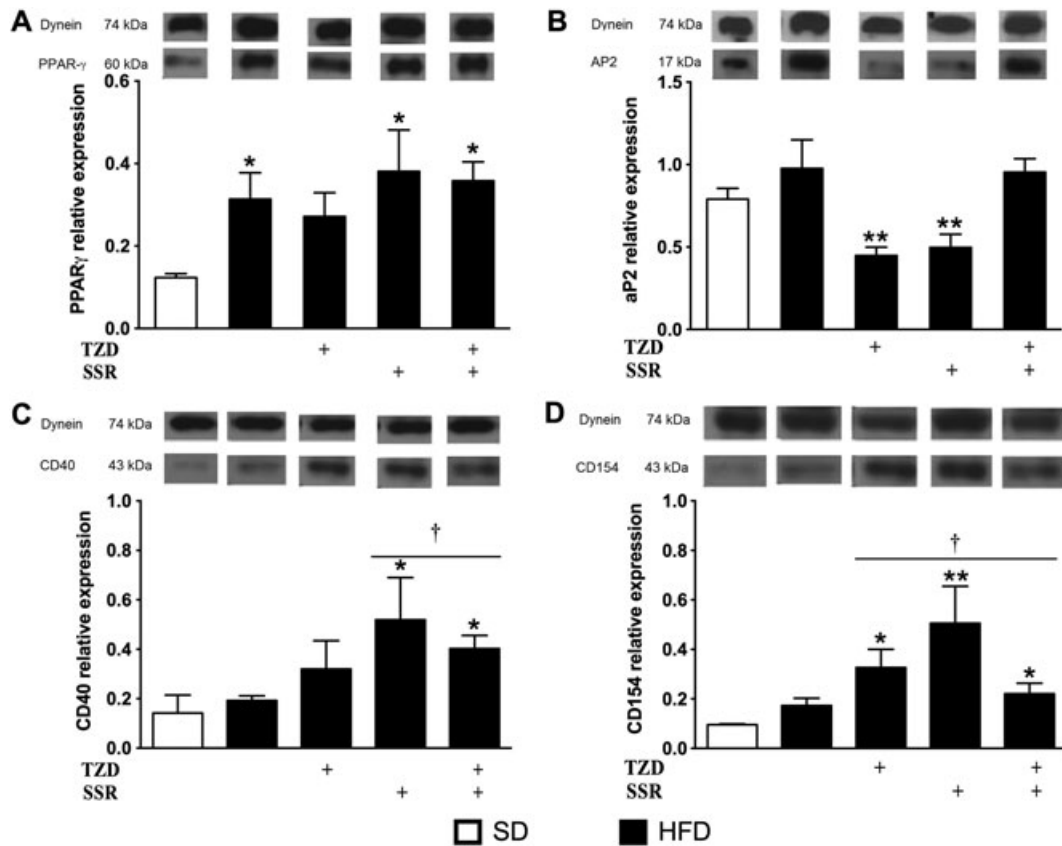 A
Dynein 74 kDa
PPAR-γ 60 kDa
PPARγ relative expression
0.6
0.4
0.2
0.0
*
*
*
TZD + +
SSR + +
B
Dynein 74 kDa
AP2 17 kDa
aP2 relative expression
1.5
1.0
0.5
0.0
**
**
TZD + +
SSR + +
C
Dynein 74 kDa
CD40 43 kDa
CD40 relative expression
1.0
0.8
0.6
0.4
0.2
0.0
†
*
*
TZD + +
SSR + +
D
Dynein 74 kDa
CD154 43 kDa
CD154 relative expression
1.0
0.8
0.6
0.4
0.2
0.0
†
*
**
*
TZD + +
SSR + +
SD HFD